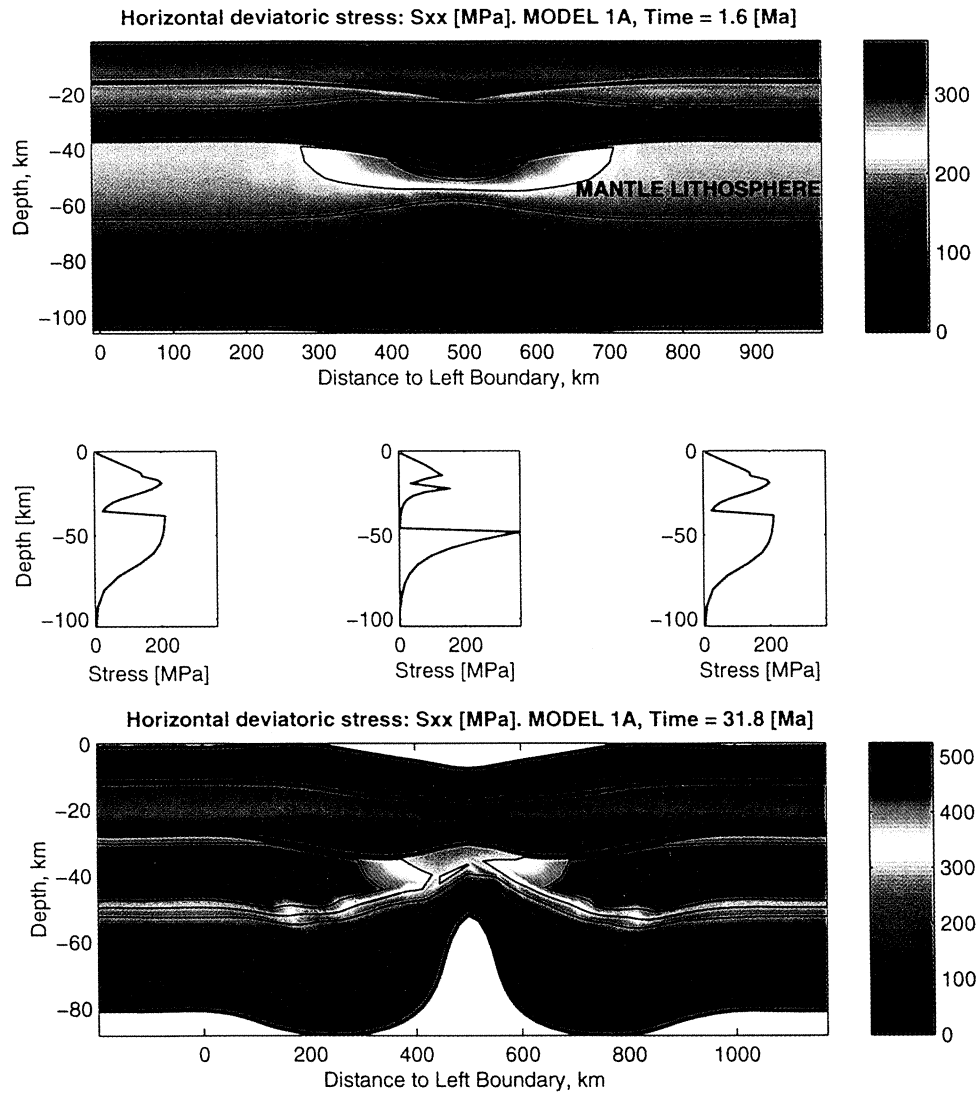 Horizontal deviatoric stress: Sxx [MPa]. MODEL 1A, Time = 1.6 [Ma]
Depth, km
−20
−40
−60
−80
−100
MANTLE LITHOSPHERE
300
200
100
0
0 100 200 300 400 500 600 700 800 900
Distance to Left Boundary, km
Depth [km]
0
−50
−100
0 200
Stress [MPa]
0
−50
−100
0 200
Stress [MPa]
0
−50
−100
0 200
Stress [MPa]
Horizontal deviatoric stress: Sxx [MPa]. MODEL 1A, Time = 31.8 [Ma]
Depth, km
0
−20
−40
−60
−80
500
400
300
200
100
0
0 200 400 600 800 1000
Distance to Left Boundary, km